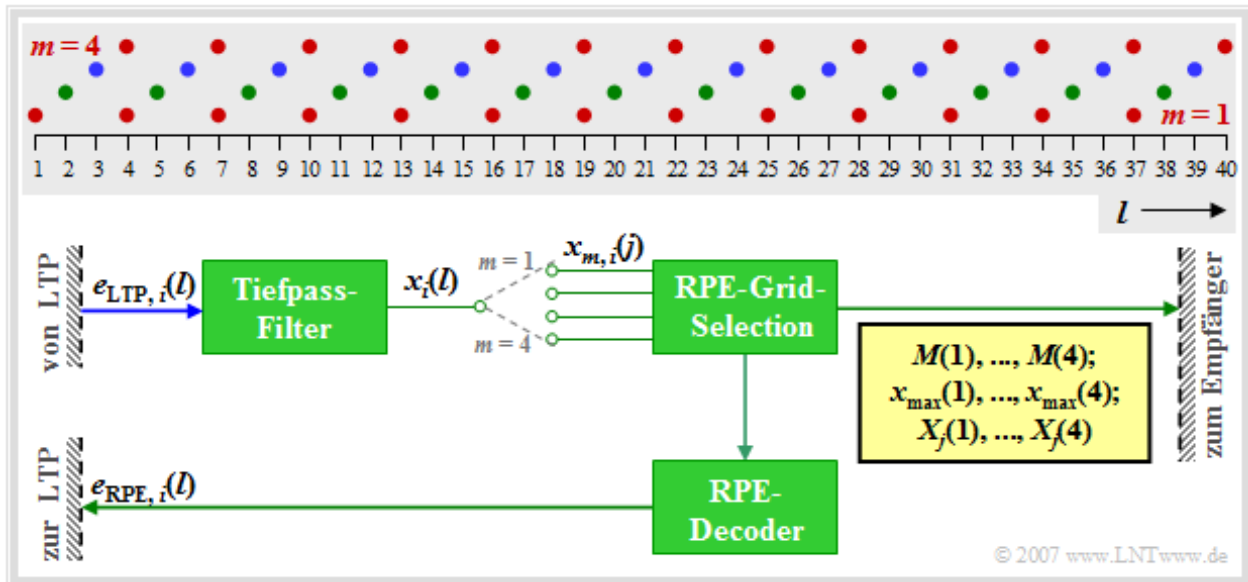 m = 4
m = 1
1 2 3 4 5 6 7 8 9 10 11 12 13 14 15 16 17 18 19 20 21 22 23 24 25 26 27 28 29 30 31 32 33 34 35 36 37 38 39 40
l
von LTP
e_LTP, i(l)
Tiefpass-
Filter
x_i(l)
m = 1
m = 4
x_m, i(j)
RPE-Grid-
Selection
M(1), ..., M(4);
x_max(1), ..., x_max(4);
X_j(1), ..., X_j(4)
zum Empfänger
zur LTP
e_RPE, i(l)
RPE-
Decoder
© 2007 www.LNTwww.de